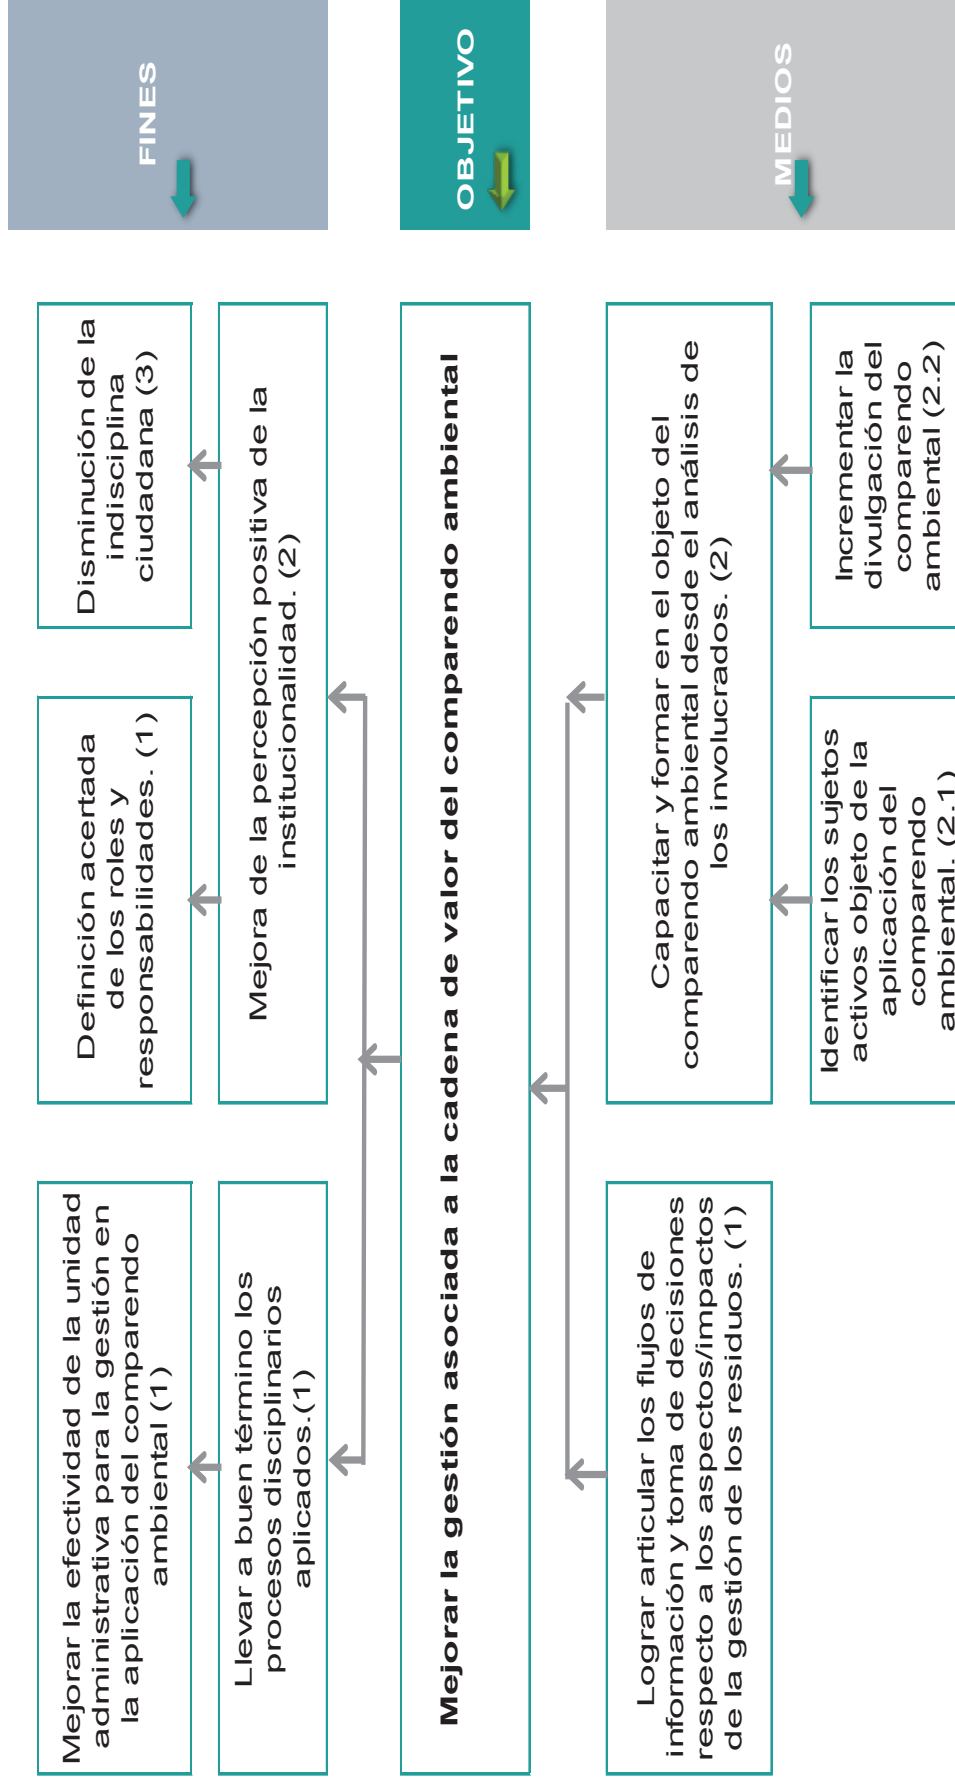 Mejorar la efectividad de la unidad
administrativa para la gestión en
la aplicación del comparendo
ambiental (1)
Definición acertada
de los roles y
responsabilidades. (1)
Disminución de la
indisciplina
ciudadana (3)
FINES
Llevar a buen término los
procesos disciplinarios
aplicados.(1)
Mejora de la percepción positiva de la
institucionalidad. (2)
Mejorar la gestión asociada a la cadena de valor del comparendo ambiental
OBJETIVO
Lograr articular los flujos de
información y toma de decisiones
respecto a los aspectos/impactos
de la gestión de los residuos. (1)
Capacitar y formar en el objeto del
comparendo ambiental desde el análisis de
los involucrados. (2)
MEDIOS
Identificar los sujetos
activos objeto de la
aplicación del
comparendo
ambiental. (2.1)
Incrementar la
divulgación del
comparendo
ambiental (2.2)